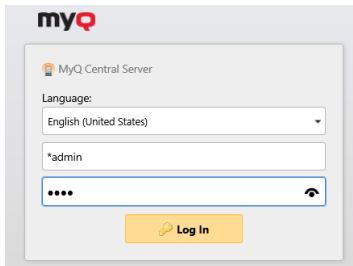 myQ
MyQ Central Server
Language:
English (United States)
*admin
••••
Log In